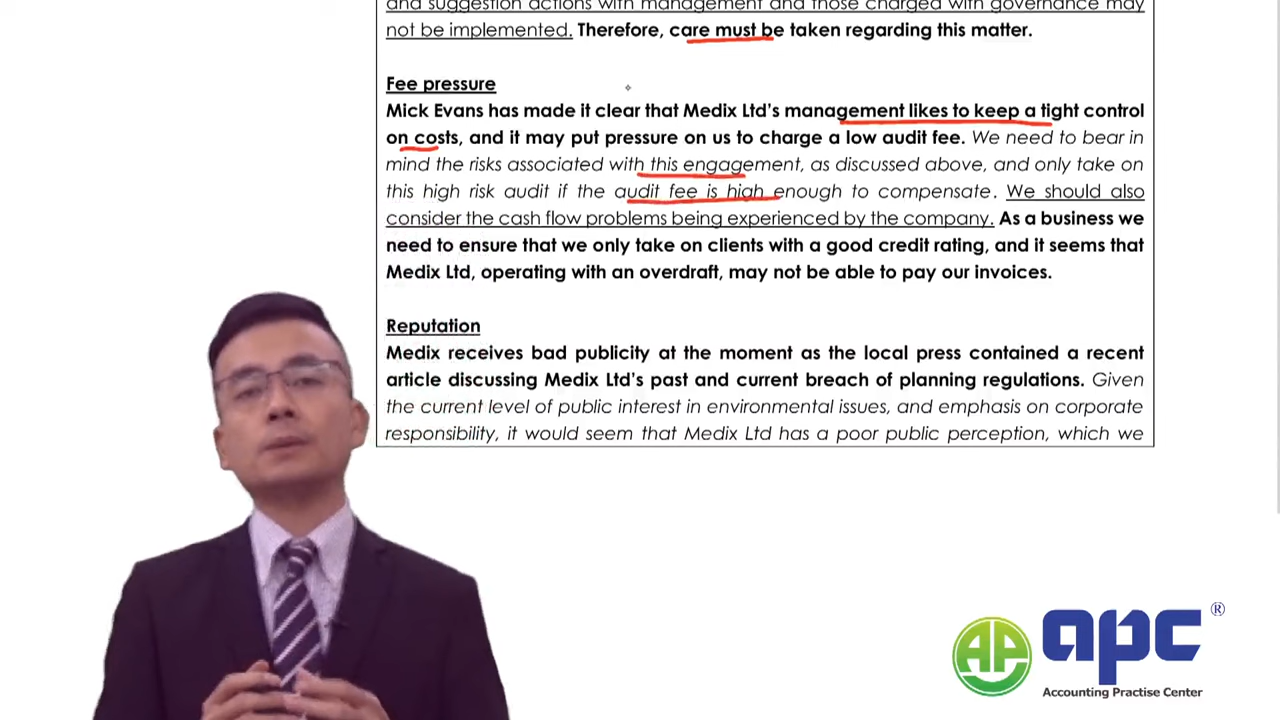 and suggestion actions with management and those charged with governance may
not be implemented. Therefore, care must be taken regarding this matter.
Fee pressure
Mick Evans has made it clear that Medix Ltd's management likes to keep a tight control
on costs, and it may put pressure on us to charge a low audit fee. We need to bear in
mind the risks associated with this engagement, as discussed above, and only take on
this high risk audit if the audit fee is high enough to compensate. We should also
consider the cash flow problems being experienced by the company. As a business we
need to ensure that we only take on clients with a good credit rating, and it seems that
Medix Ltd, operating with an overdraft, may not be able to pay our invoices.
Reputation
Medix receives bad publicity at the moment as the local press contained a recent
article discussing Medix Ltd's past and current breach of planning regulations. Given
the current level of public interest in environmental issues, and emphasis on corporate
responsibility, it would seem that Medix Ltd has a poor public perception, which we
AP
apc ®
Accounting Practise Center